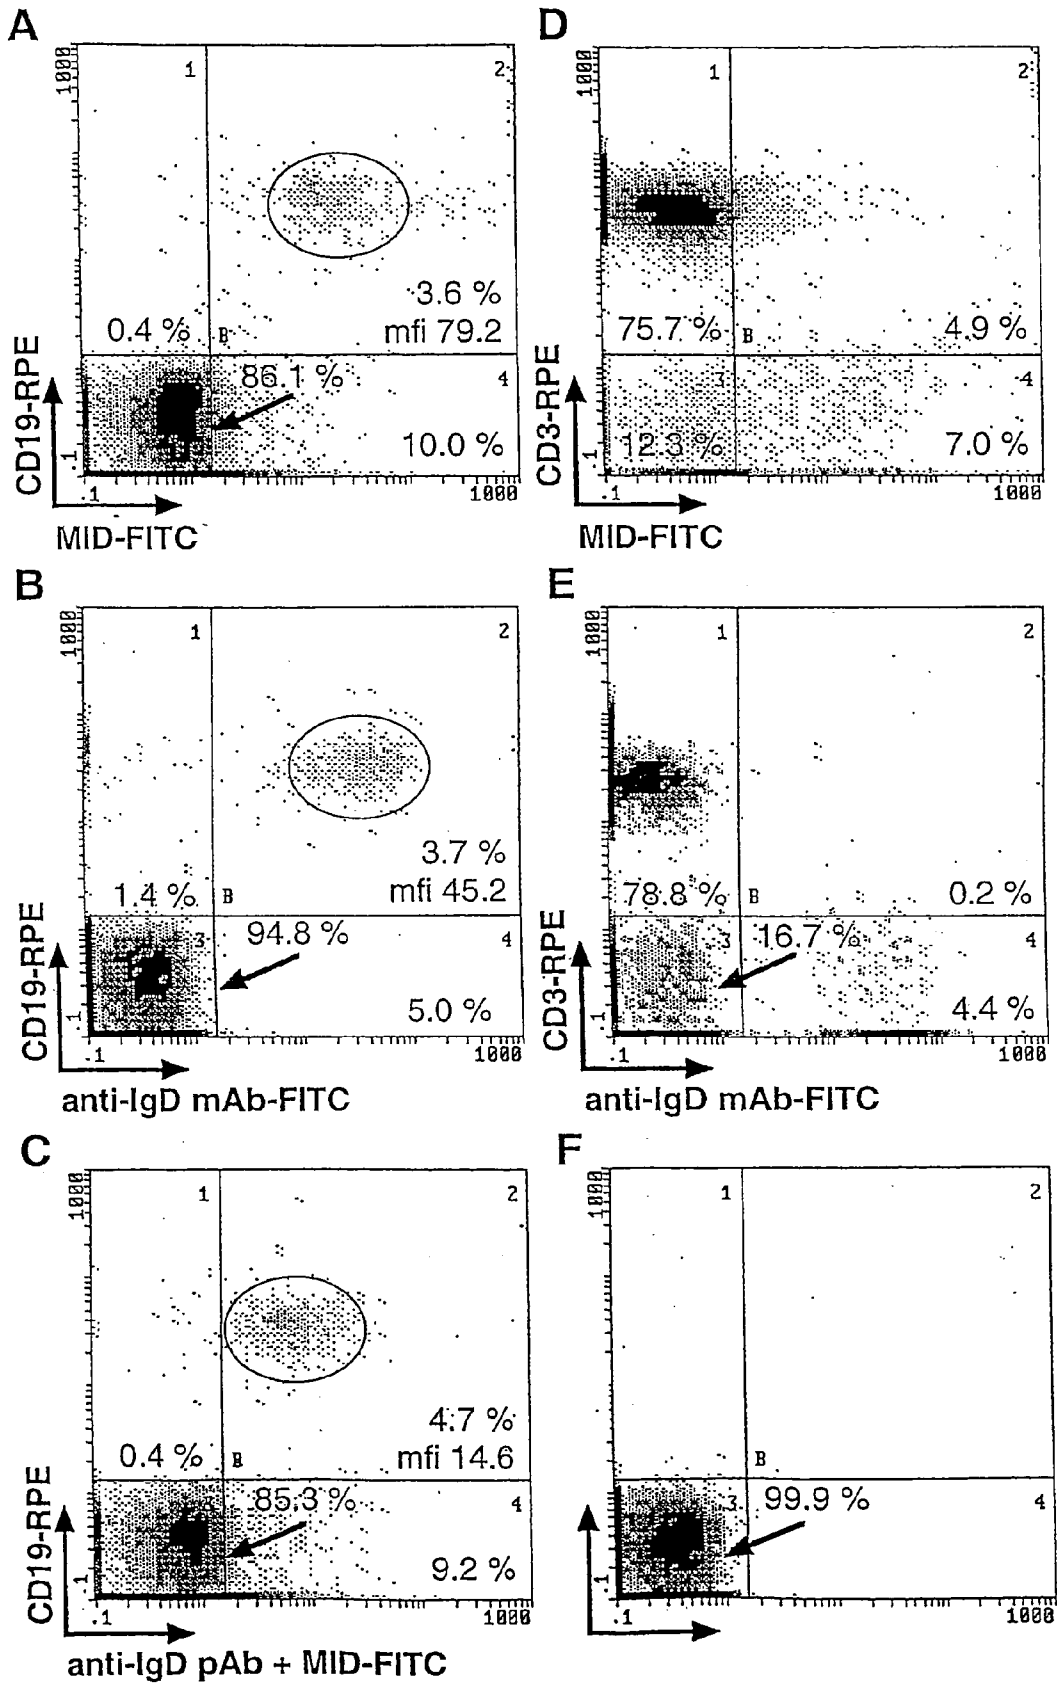 A
1000
1
2
3.6 %
0.4 %
B
mfi 79.2
86.1 %
4
10.0 %
.1
.1
1000
CD19-RPE
MID-FITC
D
1000
1
2
75.7 %
B
4.9 %
3
4
12.3 %
7.0 %
.1
.1
1000
CD3-RPE
MID-FITC
B
1000
1
2
3.7 %
1.4 %
B
mfi 45.2
3
94.8 %
4
5.0 %
.1
.1
1000
CD19-RPE
anti-IgD mAb-FITC
E
1000
1
2
78.8 %
B
0.2 %
3
16.7 %
4
4.4 %
.1
.1
1000
CD3-RPE
anti-IgD mAb-FITC
C
1000
1
2
4.7 %
0.4 %
B
mfi 14.6
3
85.3 %
4
9.2 %
.1
.1
1000
CD19-RPE
anti-IgD pAb + MID-FITC
F
1000
1
2
B
3
99.9 %
4
.1
.1
1000